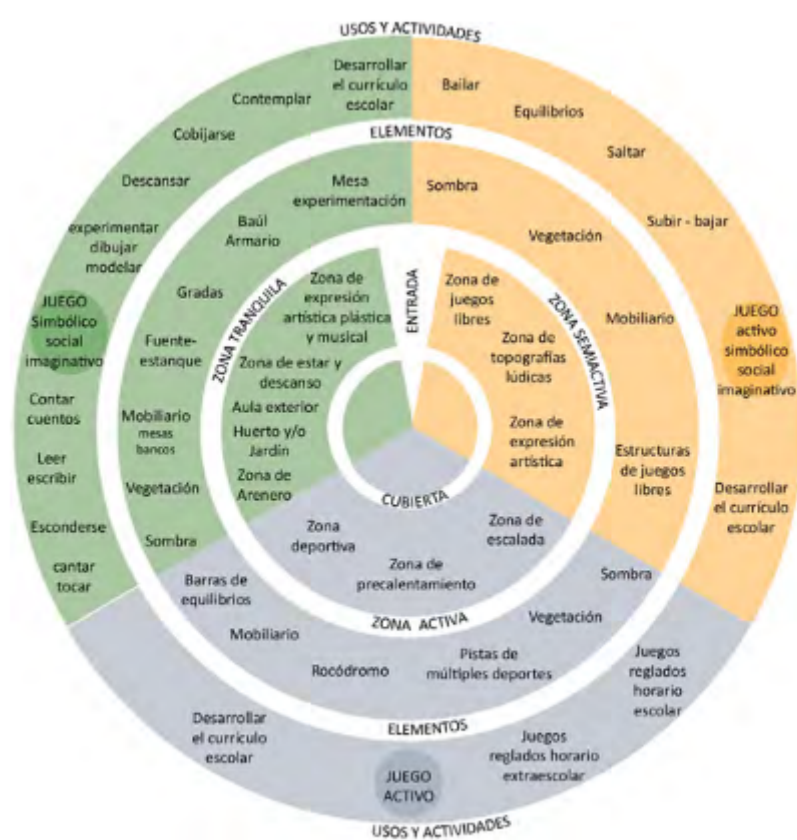 USOS Y ACTIVIDADES
Desarrollar
el currículo
escolar
Contemplar
Cobijarse
Descansar
experimentar
dibujar
modelar
JUEGO
Simbólico
social
imaginativo
Contar
cuentos
Leer
escribir
Esconderse
cantar
tocar
Bailar
Equilibrios
Saltar
Subir - bajar
JUEGO
activo
simbólico
social
imaginativo
Desarrollar
el currículo
escolar
ELEMENTOS
Mesa
experimentación
Baúl
Armario
Gradas
Fuente-
estanque
Mobiliario
mesas
bancos
Vegetación
Sombra
Sombra
Vegetación
Mobiliario
Estructuras
de juegos
libres
ZONA TRANQUILA
Zona de
expresión
artística plástica
y musical
Zona de estar y
descanso
Aula exterior
Huerto y/o
Jardín
Zona de
Arenero
ENTRADA
ZONA SEMIACTIVA
Zona de
juegos
libres
Zona de
topografías
lúdicas
Zona de
expresión
artística
CUBIERTA
Zona
deportiva
Zona de
precalentamiento
Zona de
escalada
ZONA ACTIVA
Barras de
equilibrios
Mobiliario
Rocódromo
Pistas de
múltiples deportes
Vegetación
Sombra
ELEMENTOS
Desarrollar
el currículo
escolar
JUEGO
ACTIVO
Juegos
reglados horario
extraescolar
Juegos
reglados
horario
escolar
USOS Y ACTIVIDADES